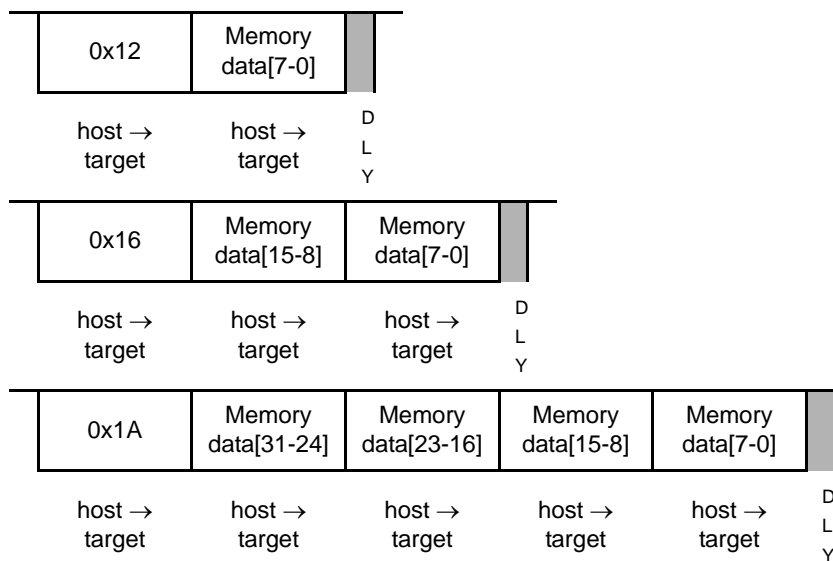 0x12 Memory data[7-0]
host → target host → target D L Y
0x16 Memory data[15-8] Memory data[7-0]
host → target host → target host → target D L Y
0x1A Memory data[31-24] Memory data[23-16] Memory data[15-8] Memory data[7-0]
host → target host → target host → target host → target host → target D L Y